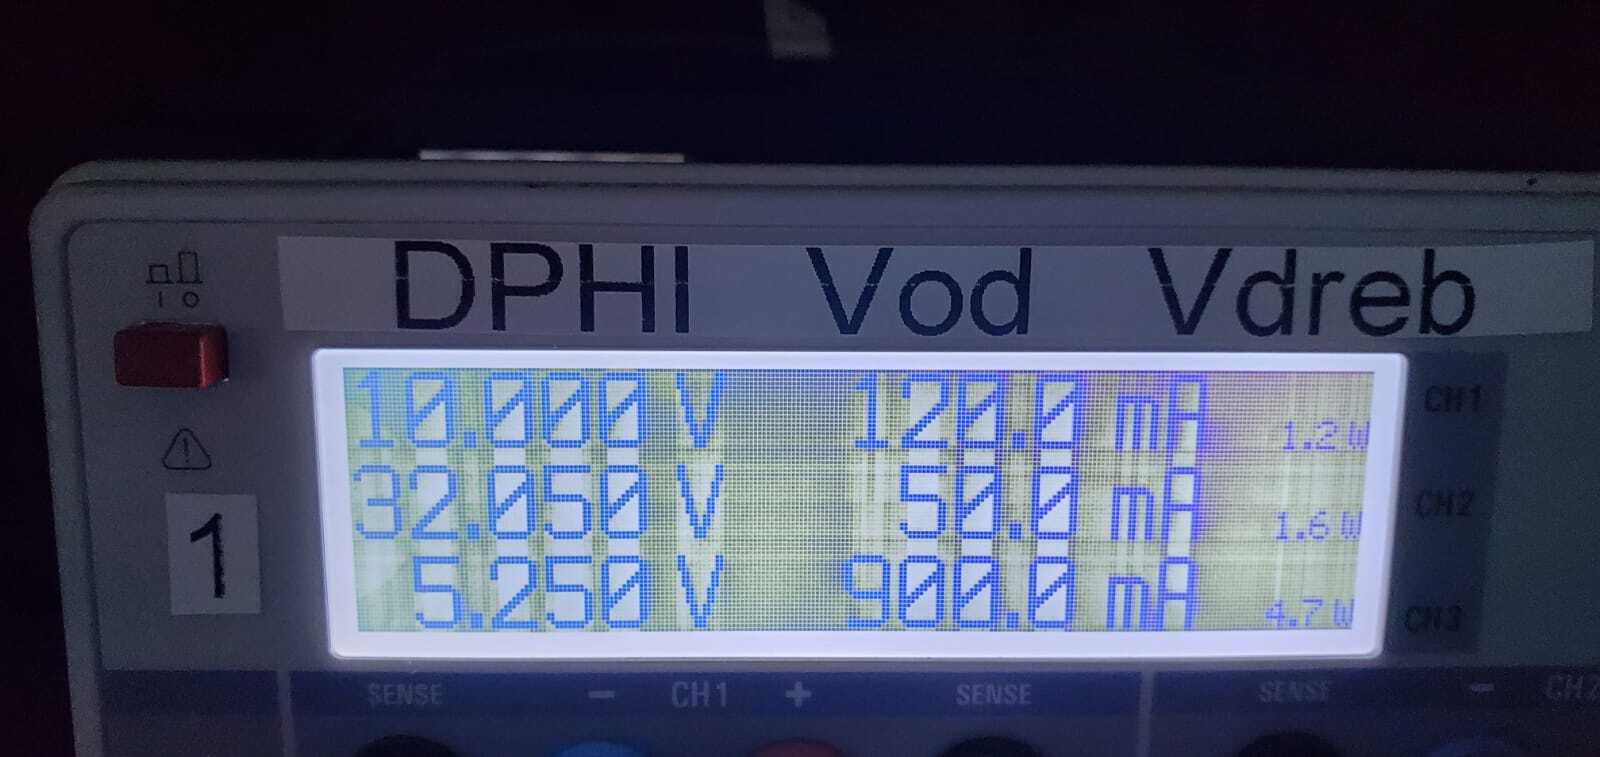 DPHI Vod Vdreb
I O
10.000 V 120.0 mA 1.2 W CH1
32.050 V 50.0 mA 1.6 W CH2
5.250 V 900.0 mA 4.7 W CH3
1
SENSE − CH1 + SENSE SENSE − CH2